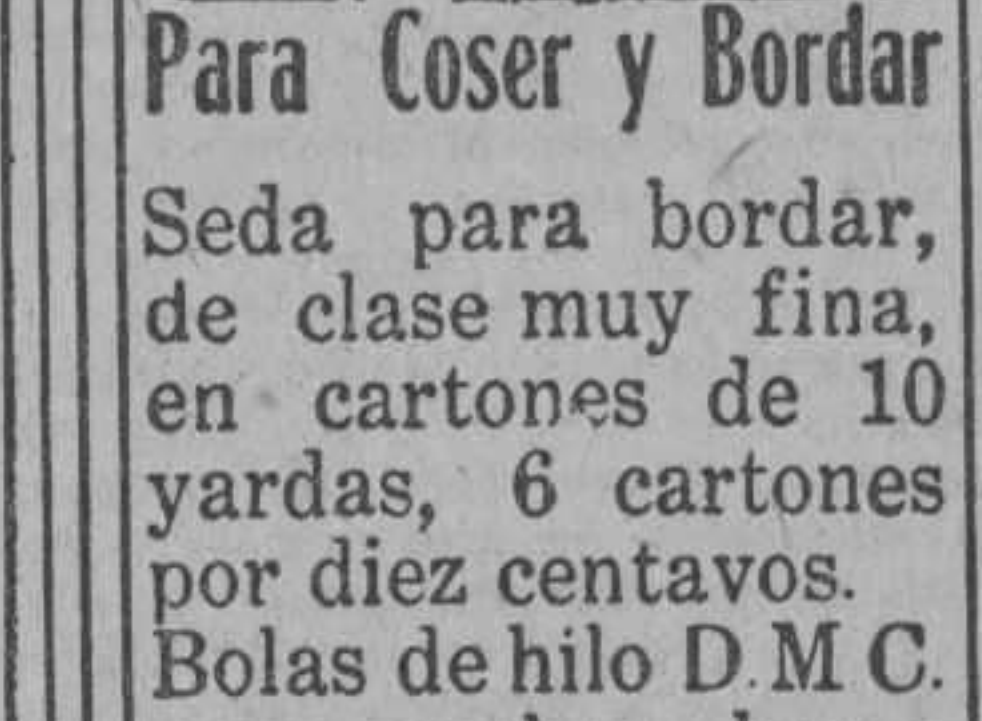 Para Coser y Bordar
Seda para bordar,
de clase muy fina,
en cartones de 10
yardas, 6 cartones
por diez centavos.
Bolas de hilo D.M C.